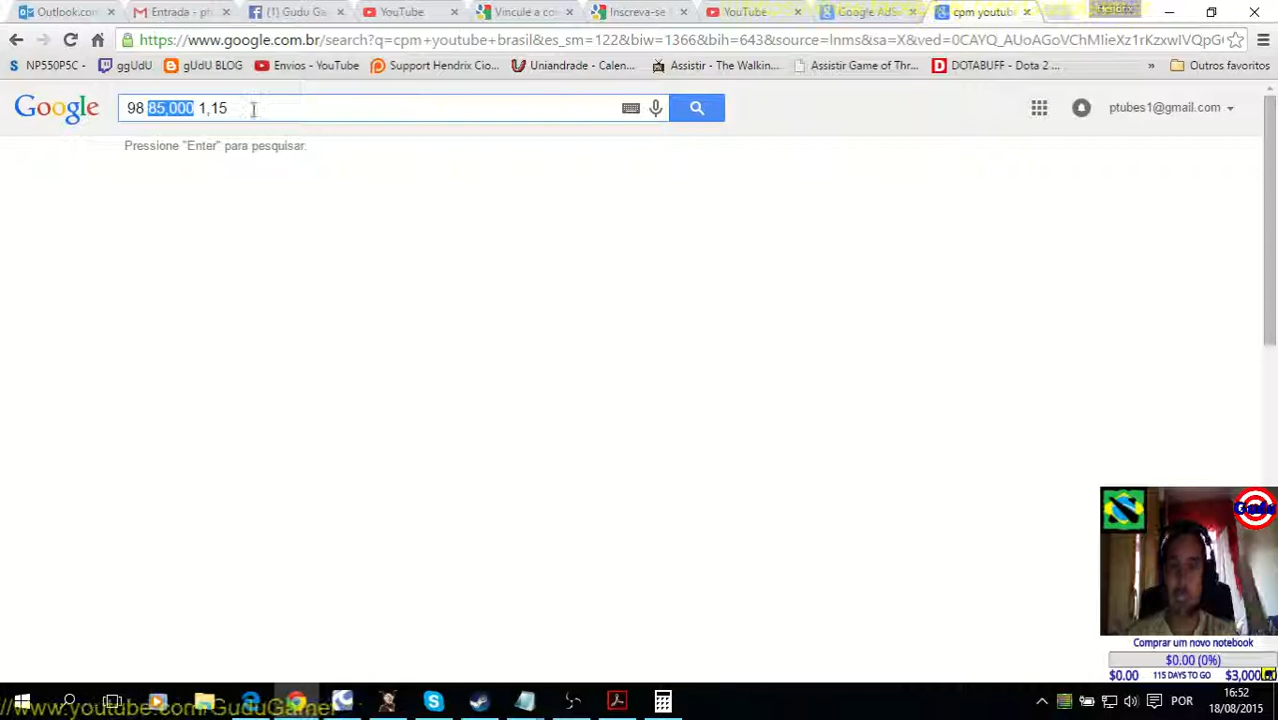 Outlook.con
Entrada - pt
(1) Gudu Ga
YouTube
Vincule a co
Inscreva-se
YouTube
Google AdSe
cpm youtub
https://www.google.com.br/search?q=cpm+youtube+brasil&es_sm=122&biw=1366&bih=643&source=lnms&sa=X&ved=0CAYQ_AUoAGoVChMIieXz1rKzxwIVQpG
NP550P5C -
ggUdU
gUdU BLOG
Envios - YouTube
Support Hendrix Cio...
Uniandrade - Calen...
Assistir - The Walkin...
Assistir Game of Thr...
DOTABUFF - Dota 2 ...
»
Outros favoritos
Google
98 85,000 1,15
ptubes1@gmail.com
Pressione "Enter" para pesquisar.
Gudu
Comprar um novo notebook
$0.00 (0%)
$0.00
115 DAYS TO GO
$3,000
POR
16:52
18/08/2015
//www.youtube.com/GuduGamer